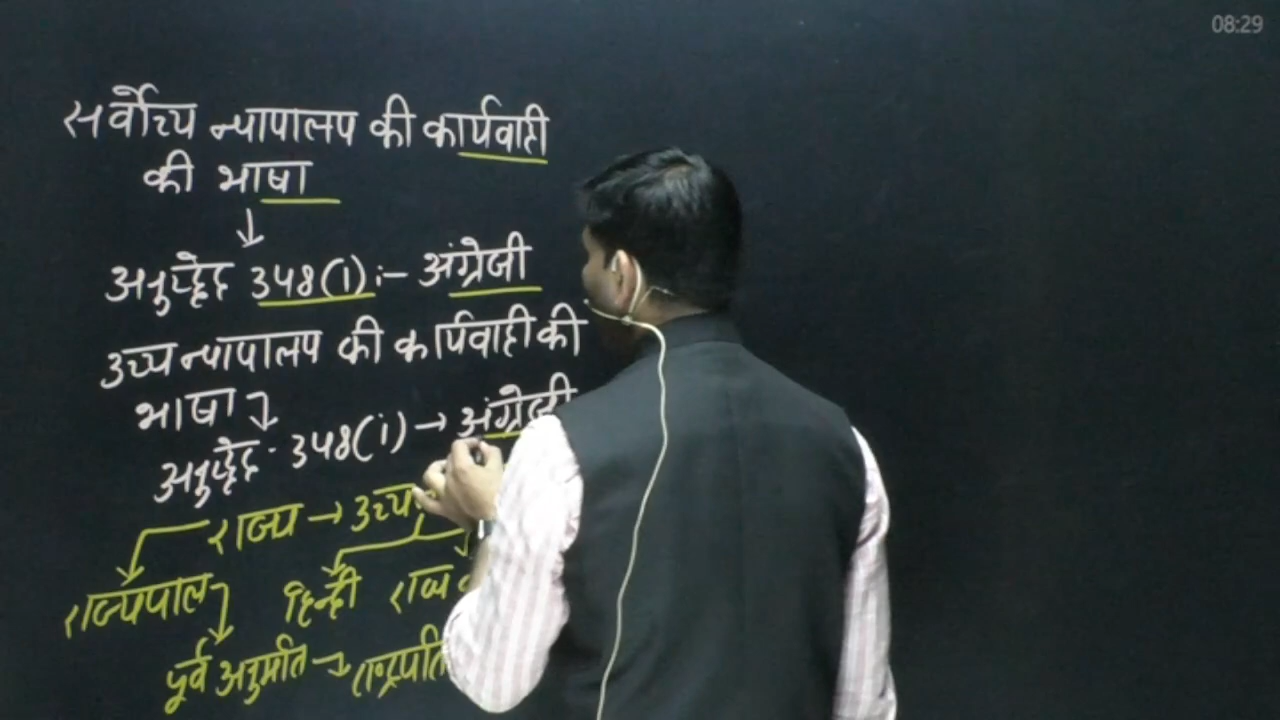 08:29
सर्वोच्च न्यायालय की कार्यवाही
की भाषा
अनुच्छेद 348(1):- अंग्रेजी
उच्च न्यायालय की कार्यवाही की
भाषा
अनुच्छेद 348(1) → अंग्रेजी
राज्य → उच्च
राज्यपाल हिन्दी राज्य
पूर्व अनुमति → राष्ट्रपति